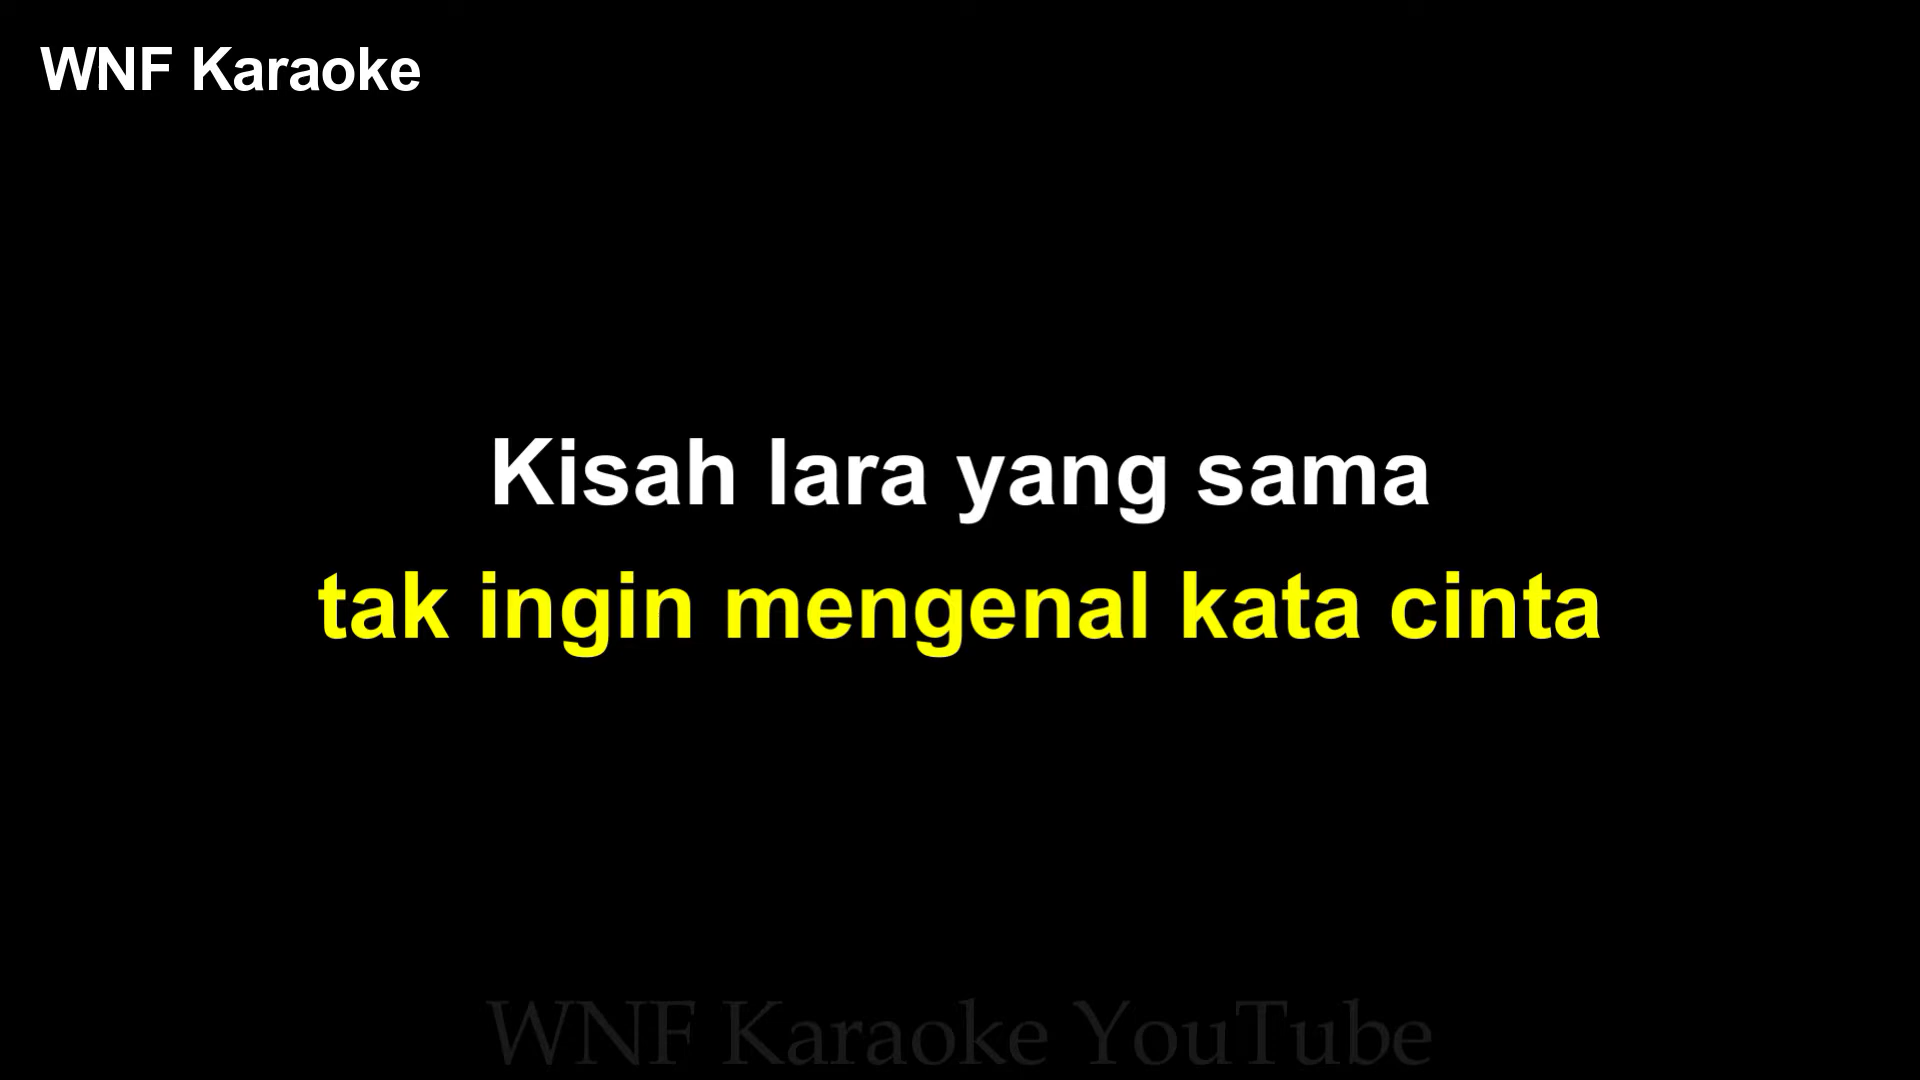 WNF Karaoke
Kisah lara yang sama
tak ingin mengenal kata cinta
WNF Karaoke YouTube